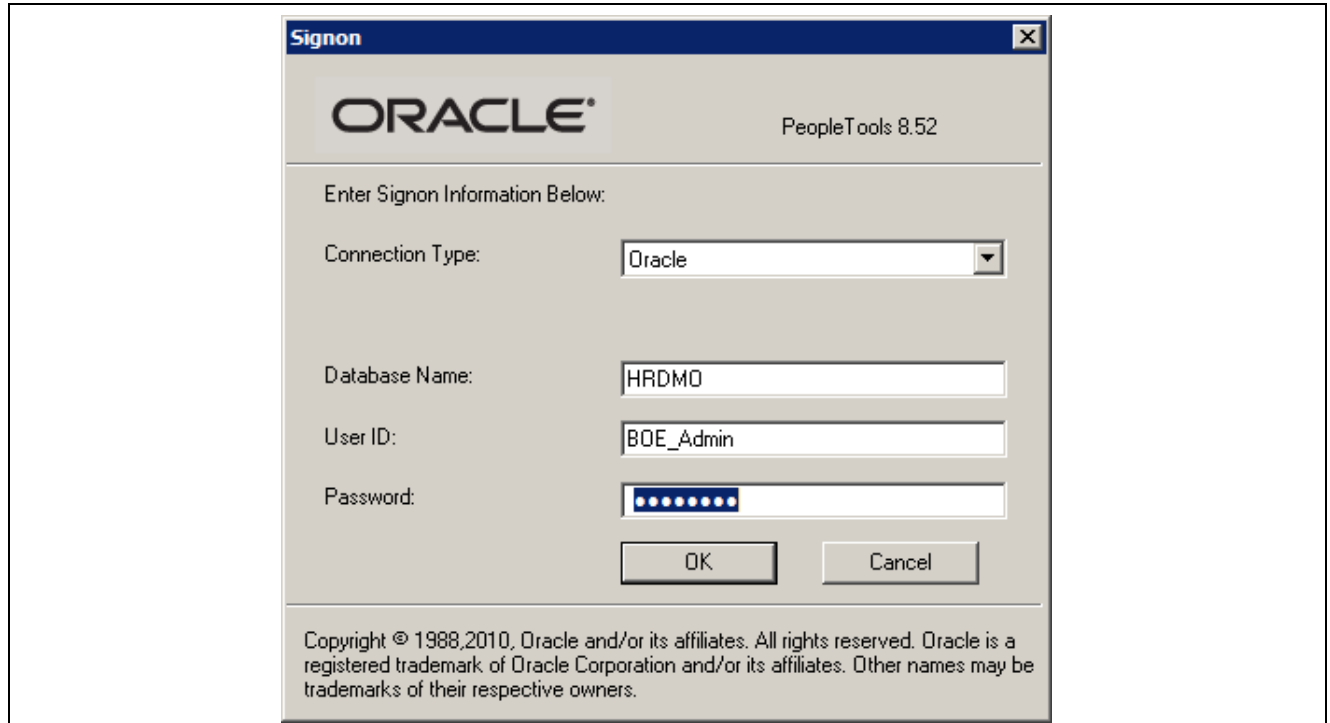 Signon
ORACLE®
PeopleTools 8.52
Enter Signon Information Below:
Connection Type:
Oracle
Database Name:
HRDMO
User ID:
BOE_Admin
Password:
••••••••
OK
Cancel
Copyright © 1988,2010, Oracle and/or its affiliates. All rights reserved. Oracle is a
registered trademark of Oracle Corporation and/or its affiliates. Other names may be
trademarks of their respective owners.